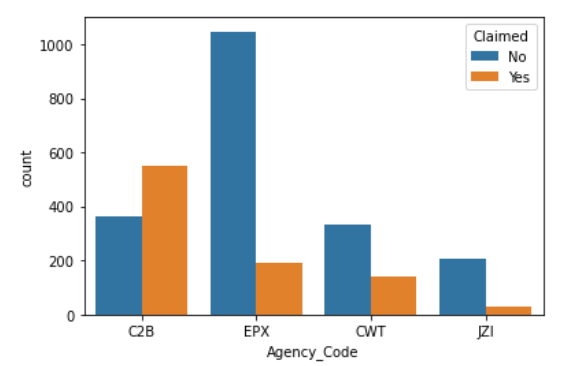 Claimed
No
Yes
1000
800
600
400
200
0
count
C2B EPX CWT JZI
Agency_Code